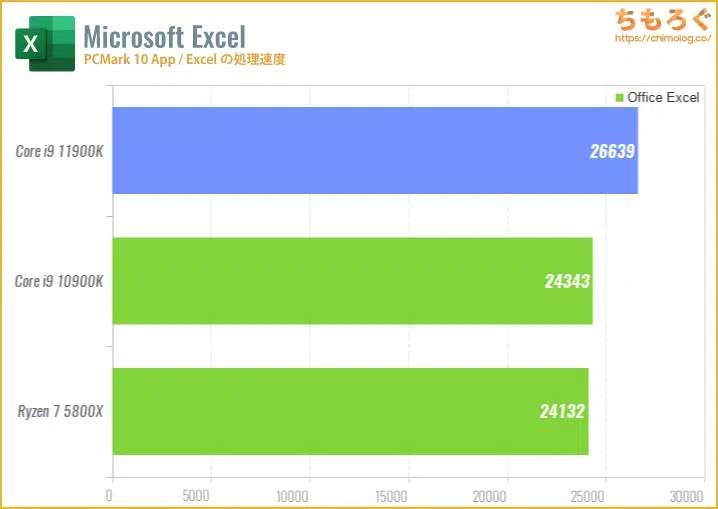 X
Microsoft Excel
PCMark 10 App / Excel の処理速度
ちもろぐ
https://chimolog.co/
Office Excel
Core i9 11900K
26639
Core i9 10900K
24343
Ryzen 7 5800X
24132
0 5000 10000 15000 20000 25000 30000